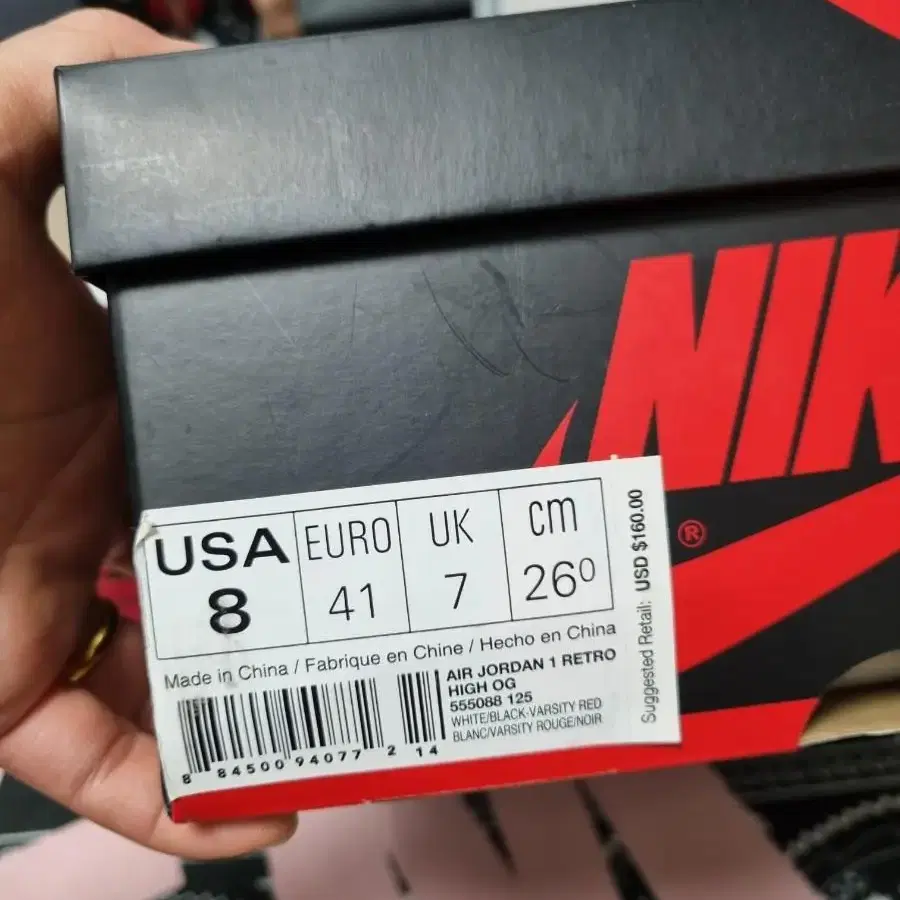 NIK
®
USA EURO UK cm
8 41 7 26⁰
Made in China / Fabrique en Chine / Hecho en China
AIR JORDAN 1 RETRO
HIGH OG
555088 125
WHITE/BLACK-VARSITY RED
BLANC/VARSITY ROUGE/NOIR
8 84500 94077 2 14
Suggested Retail: USD $160.00